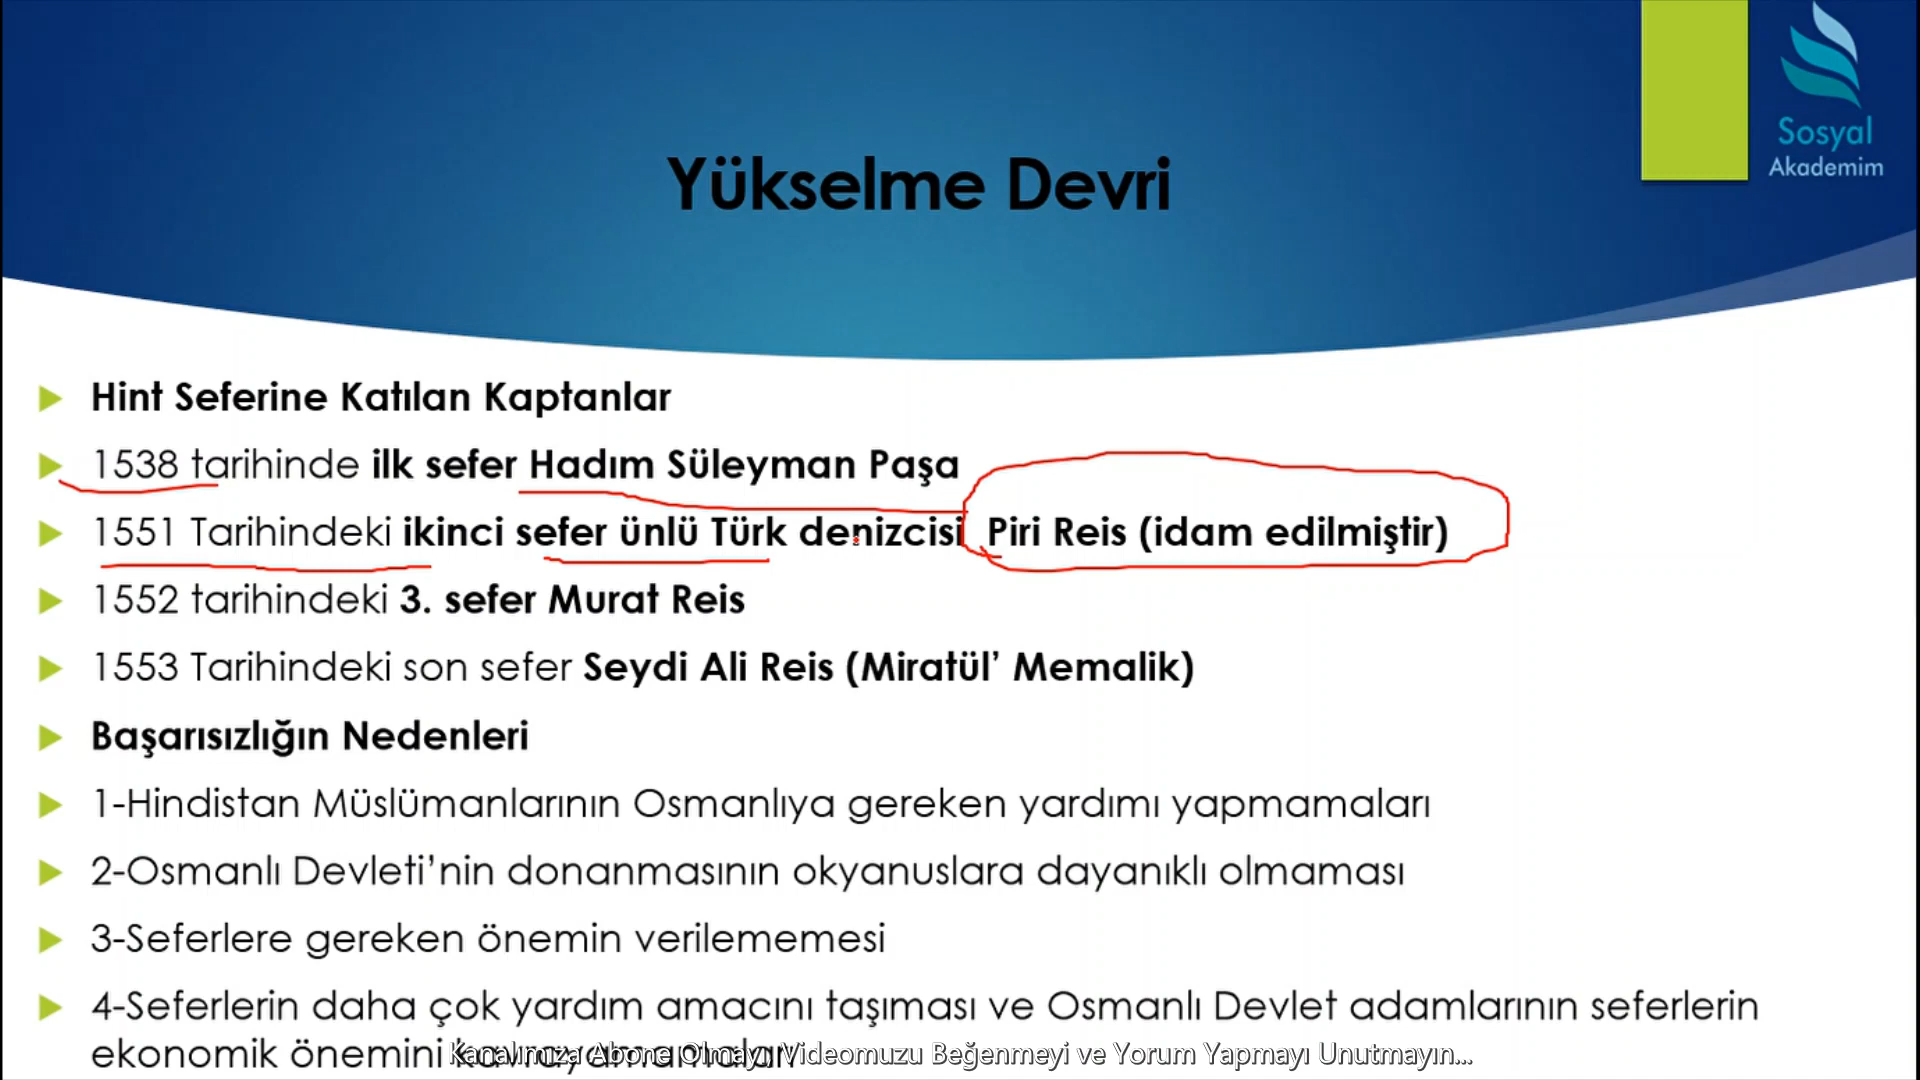 Sosyal
Akademim
Yükselme Devri
Hint Seferine Katılan Kaptanlar
1538 tarihinde ilk sefer Hadım Süleyman Paşa
1551 Tarihindeki ikinci sefer ünlü Türk denizcisi Piri Reis (idam edilmiştir)
1552 tarihindeki 3. sefer Murat Reis
1553 Tarihindeki son sefer Seydi Ali Reis (Miratül’ Memalik)
Başarısızlığın Nedenleri
1-Hindistan Müslümanlarının Osmanlıya gereken yardımı yapmamaları
2-Osmanlı Devleti’nin donanmasının okyanuslara dayanıklı olmaması
3-Seferlere gereken önemin verilememesi
4-Seferlerin daha çok yardım amacını taşıması ve Osmanlı Devlet adamlarının seferlerin
ekonomik önemini kavrayamamaları
Kanalımıza Abone Olmayı, Videomuzu Beğenmeyi ve Yorum Yapmayı Unutmayın...